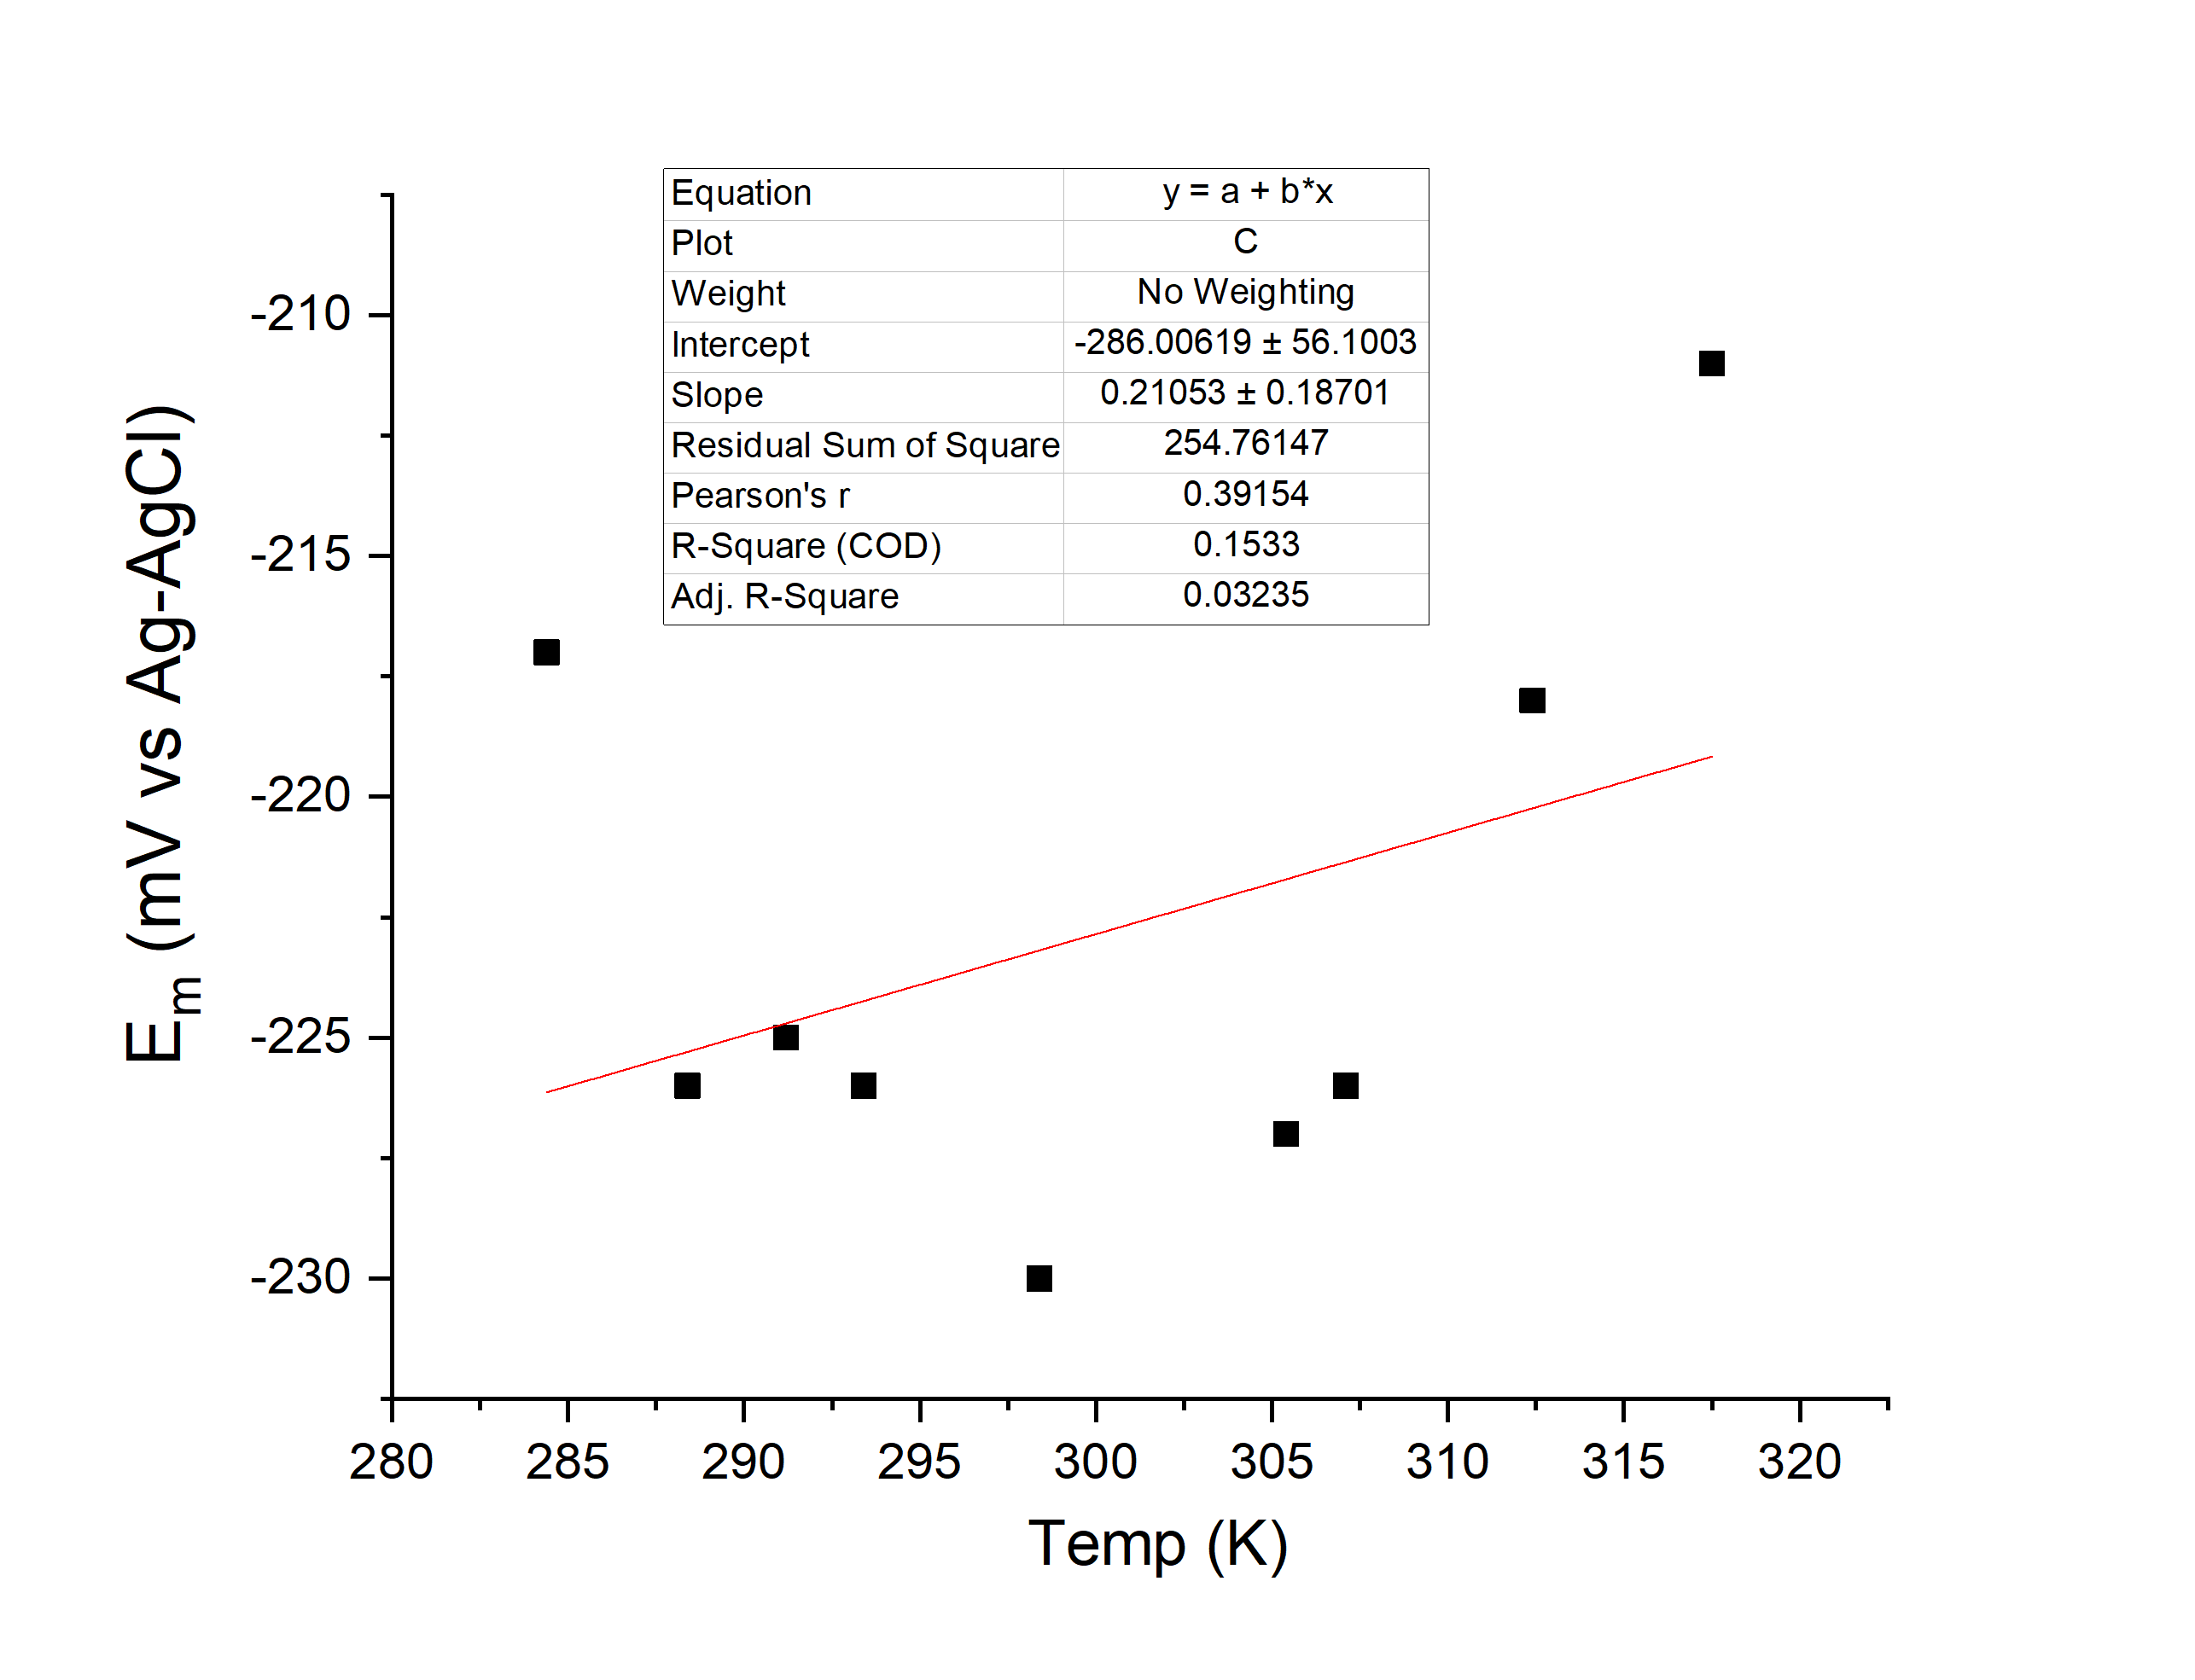 Equation y = a + b*x
Plot C
Weight No Weighting
Intercept -286.00619 ± 56.1003
Slope 0.21053 ± 0.18701
Residual Sum of Square 254.76147
Pearson's r 0.39154
R-Square (COD) 0.1533
Adj. R-Square 0.03235
-210
-215
-220
-225
-230
Em (mV vs Ag-AgCl)
280 285 290 295 300 305 310 315 320
Temp (K)